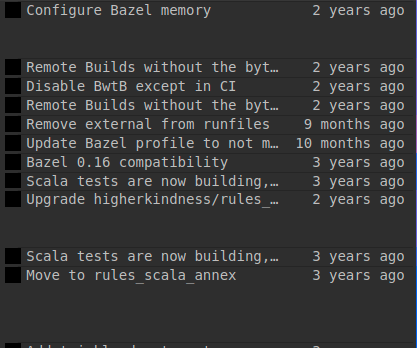 Configure Bazel memory 2 years ago
Remote Builds without the byt… 2 years ago
Disable BwtB except in CI 2 years ago
Remote Builds without the byt… 2 years ago
Remove external from runfiles 9 months ago
Update Bazel profile to not m… 10 months ago
Bazel 0.16 compatibility 3 years ago
Scala tests are now building,… 3 years ago
Upgrade higherkindness/rules_… 2 years ago
Scala tests are now building,… 3 years ago
Move to rules_scala_annex 3 years ago